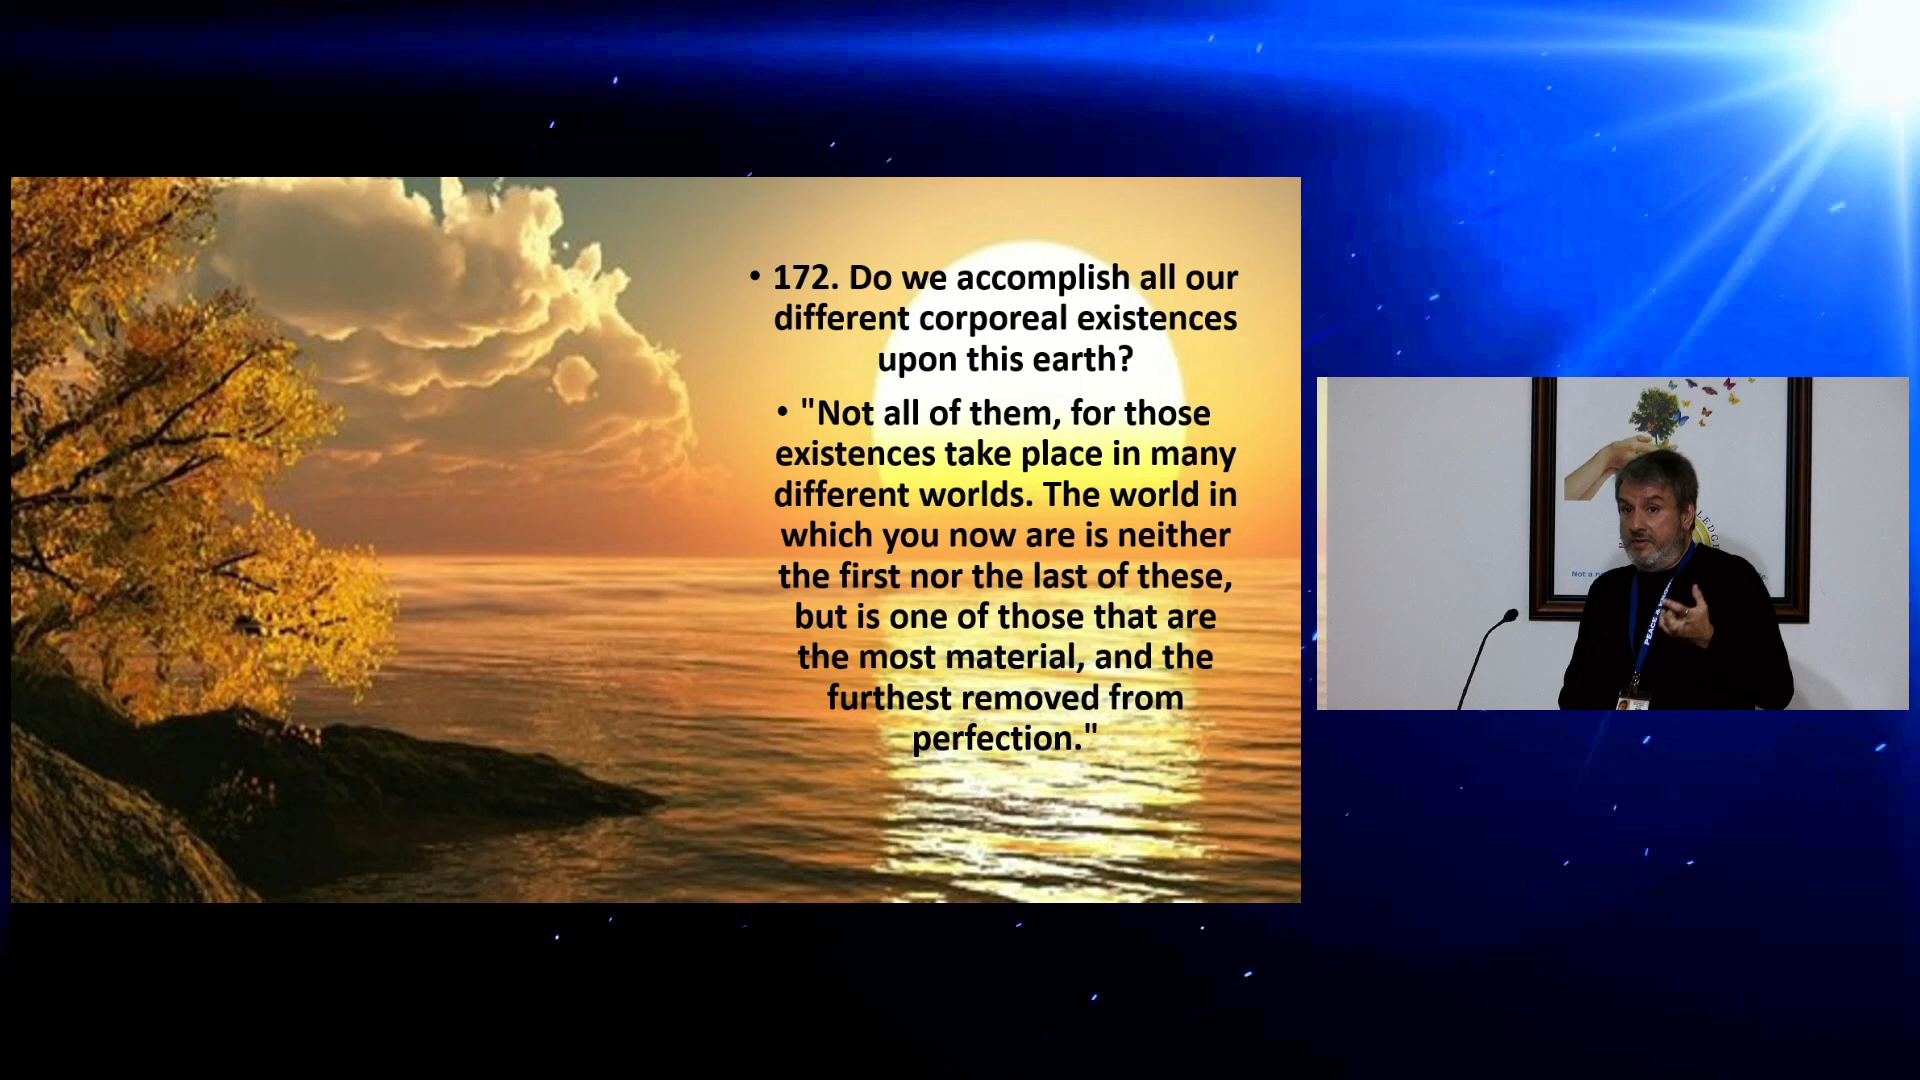 • 172. Do we accomplish all our
different corporeal existences
upon this earth?
• "Not all of them, for those
existences take place in many
different worlds. The world in
which you now are is neither
the first nor the last of these,
but is one of those that are
the most material, and the
furthest removed from
perfection."
Not a
PEACE &